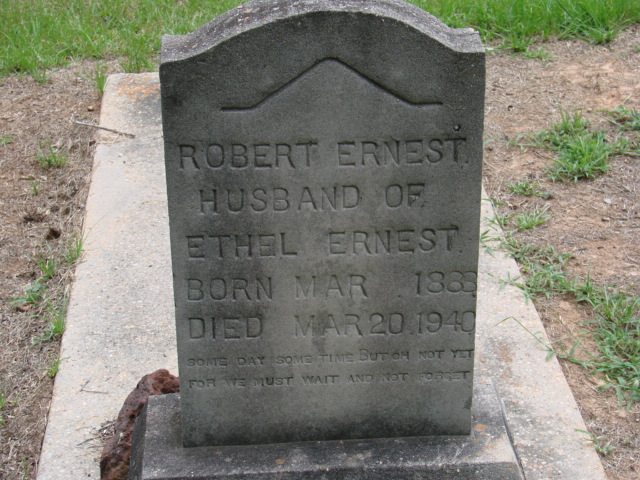 ROBERT ERNEST.
HUSBAND OF
ETHEL ERNEST.
BORN MAR 1883
DIED MAR 20 1940
SOME DAY SOME TIME BUT OH NOT YET
FOR WE MUST WAIT AND NOT FORGET